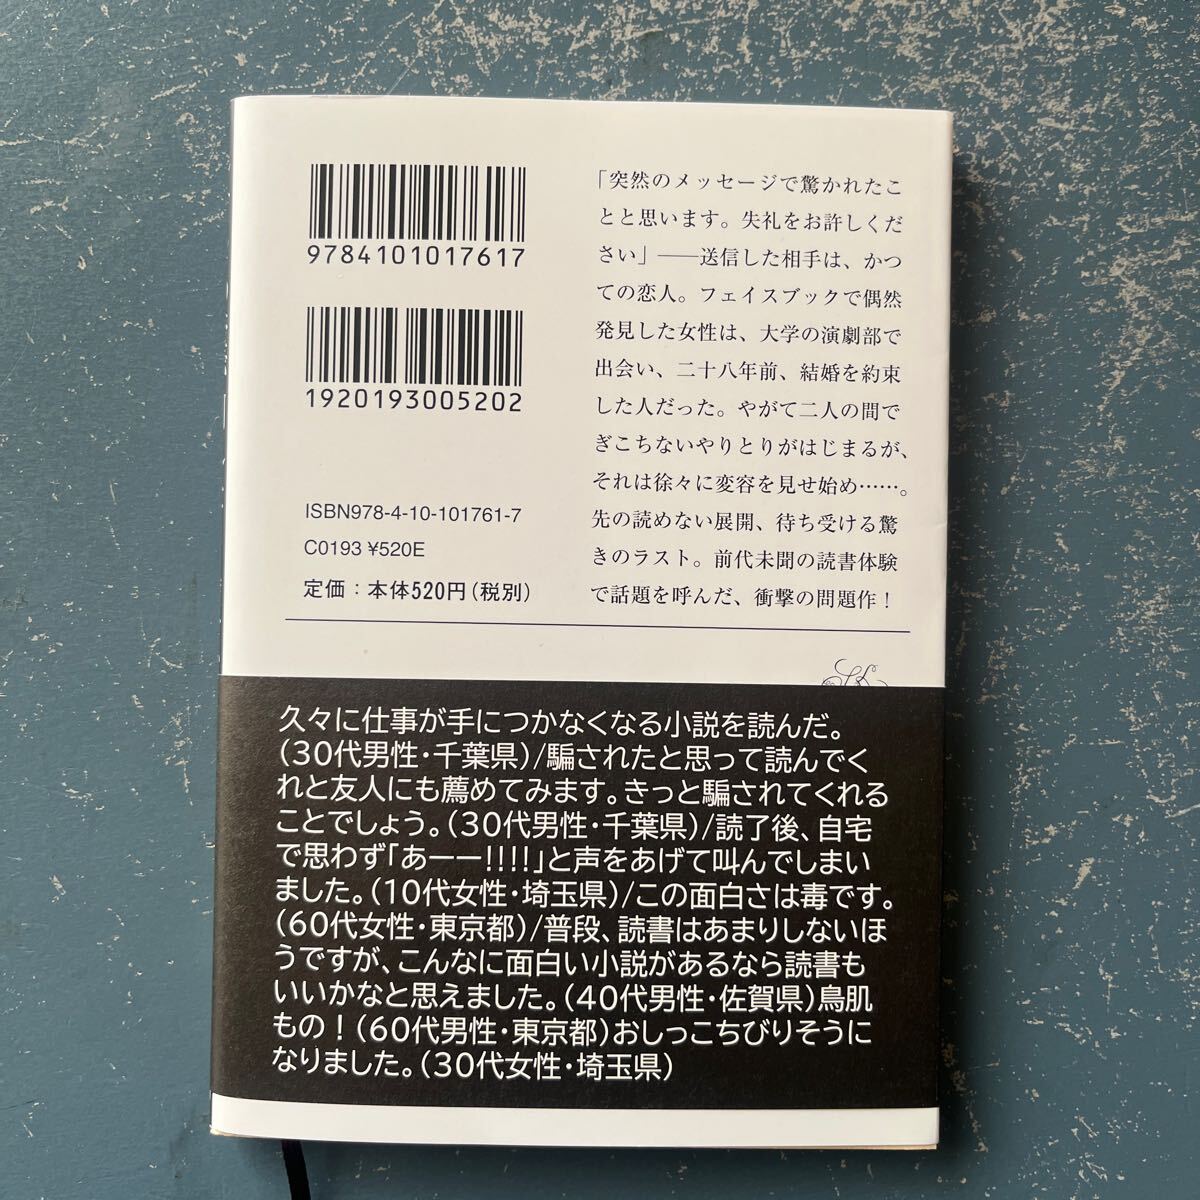 9784101017617
1920193005202
ISBN978-4-10-101761-7
C0193 ¥520E
定価：本体520円（税別）
「突然のメッセージで驚かれたこ
とと思います。失礼をお許しくだ
さい」──送信した相手は、かつ
ての恋人。フェイスブックで偶然
発見した女性は、大学の演劇部で
出会い、二十八年前、結婚を約束
した人だった。やがて二人の間で
ぎこちないやりとりがはじまるが、
それは徐々に変容を見せ始め……。
先の読めない展開、待ち受ける驚
きのラスト。前代未聞の読書体験
で話題を呼んだ、衝撃の問題作！
久々に仕事が手につかなくなる小説を読んだ。
（30代男性・千葉県）/騙されたと思って読んでく
れと友人にも薦めてみます。きっと騙されてくれる
ことでしょう。（30代男性・千葉県）/読了後、自宅
で思わず「あーー!!!!」と声をあげて叫んでしまい
ました。（10代女性・埼玉県）/この面白さは毒です。
（60代女性・東京都）/普段、読書はあまりしないほ
うですが、こんなに面白い小説があるなら読書も
いいかなと思えました。（40代男性・佐賀県）鳥肌
もの！（60代男性・東京都）おしっこちびりそうに
なりました。（30代女性・埼玉県）